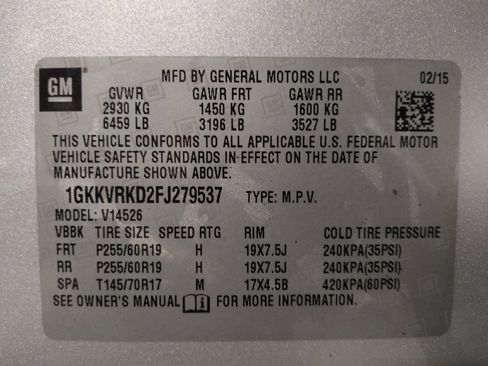 GM
MFD BY GENERAL MOTORS LLC 02/15
GVWR GAWR FRT GAWR RR
2930 KG 1450 KG 1600 KG
6459 LB 3196 LB 3527 LB
THIS VEHICLE CONFORMS TO ALL APPLICABLE U.S. FEDERAL MOTOR
VEHICLE SAFETY STANDARDS IN EFFECT ON THE DATE OF
MANUFACTURE SHOWN ABOVE.
1GKKVRKD2FJ279537 TYPE: M.P.V.
MODEL: V14526
VBBK TIRE SIZE SPEED RTG RIM COLD TIRE PRESSURE
FRT P255/60R19 H 19X7.5J 240KPA(35PSI)
RR P255/60R19 H 19X7.5J 240KPA(35PSI)
SPA T145/70R17 M 17X4.5B 420KPA(60PSI)
SEE OWNER'S MANUAL FOR MORE INFORMATION.